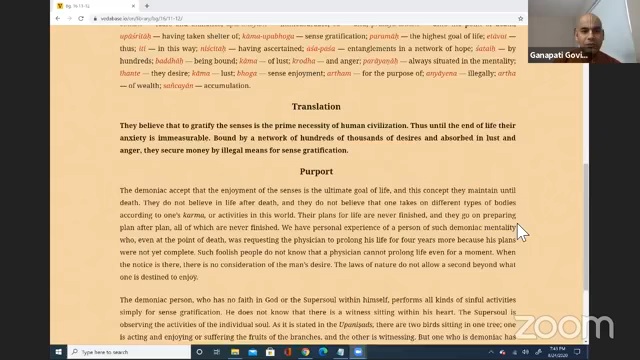 Bg. 16.11-12
vedabase.io/en/library/bg/16/11-12/
upāśritāḥ — having taken shelter of; kāma-upabhoga — sense gratification; paramāḥ — the highest goal of life; etāvat —
thus; iti — in this way; niścitāḥ — having ascertained; āśā-pāśa — entanglements in a network of hope; śataiḥ — by
hundreds; baddhāḥ — being bound; kāma — of lust; krodha — and anger; parāyaṇāḥ — always situated in the mentality;
īhante — they desire; kāma — lust; bhoga — sense enjoyment; artham — for the purpose of; anyāyena — illegally; artha
— of wealth; sañcayān — accumulation.
Translation
They believe that to gratify the senses is the prime necessity of human civilization. Thus until the end of life their
anxiety is immeasurable. Bound by a network of hundreds of thousands of desires and absorbed in lust and
anger, they secure money by illegal means for sense gratification.
Purport
The demoniac accept that the enjoyment of the senses is the ultimate goal of life, and this concept they maintain until
death. They do not believe in life after death, and they do not believe that one takes on different types of bodies
according to one's karma, or activities in this world. Their plans for life are never finished, and they go on preparing
plan after plan, all of which are never finished. We have personal experience of a person of such demoniac mentality
who, even at the point of death, was requesting the physician to prolong his life for four years more because his plans
were not yet complete. Such foolish people do not know that a physician cannot prolong life even for a moment. When
the notice is there, there is no consideration of the man's desire. The laws of nature do not allow a second beyond what
one is destined to enjoy.
The demoniac person, who has no faith in God or the Supersoul within himself, performs all kinds of sinful activities
simply for sense gratification. He does not know that there is a witness sitting within his heart. The Supersoul is
observing the activities of the individual soul. As it is stated in the Upaniṣads, there are two birds sitting in one tree; one
is acting and enjoying or suffering the fruits of the branches, and the other is witnessing. But one who is demoniac has
Ganapati Govi...
zoom
Type here to search
7:41 PM
8/24/2020